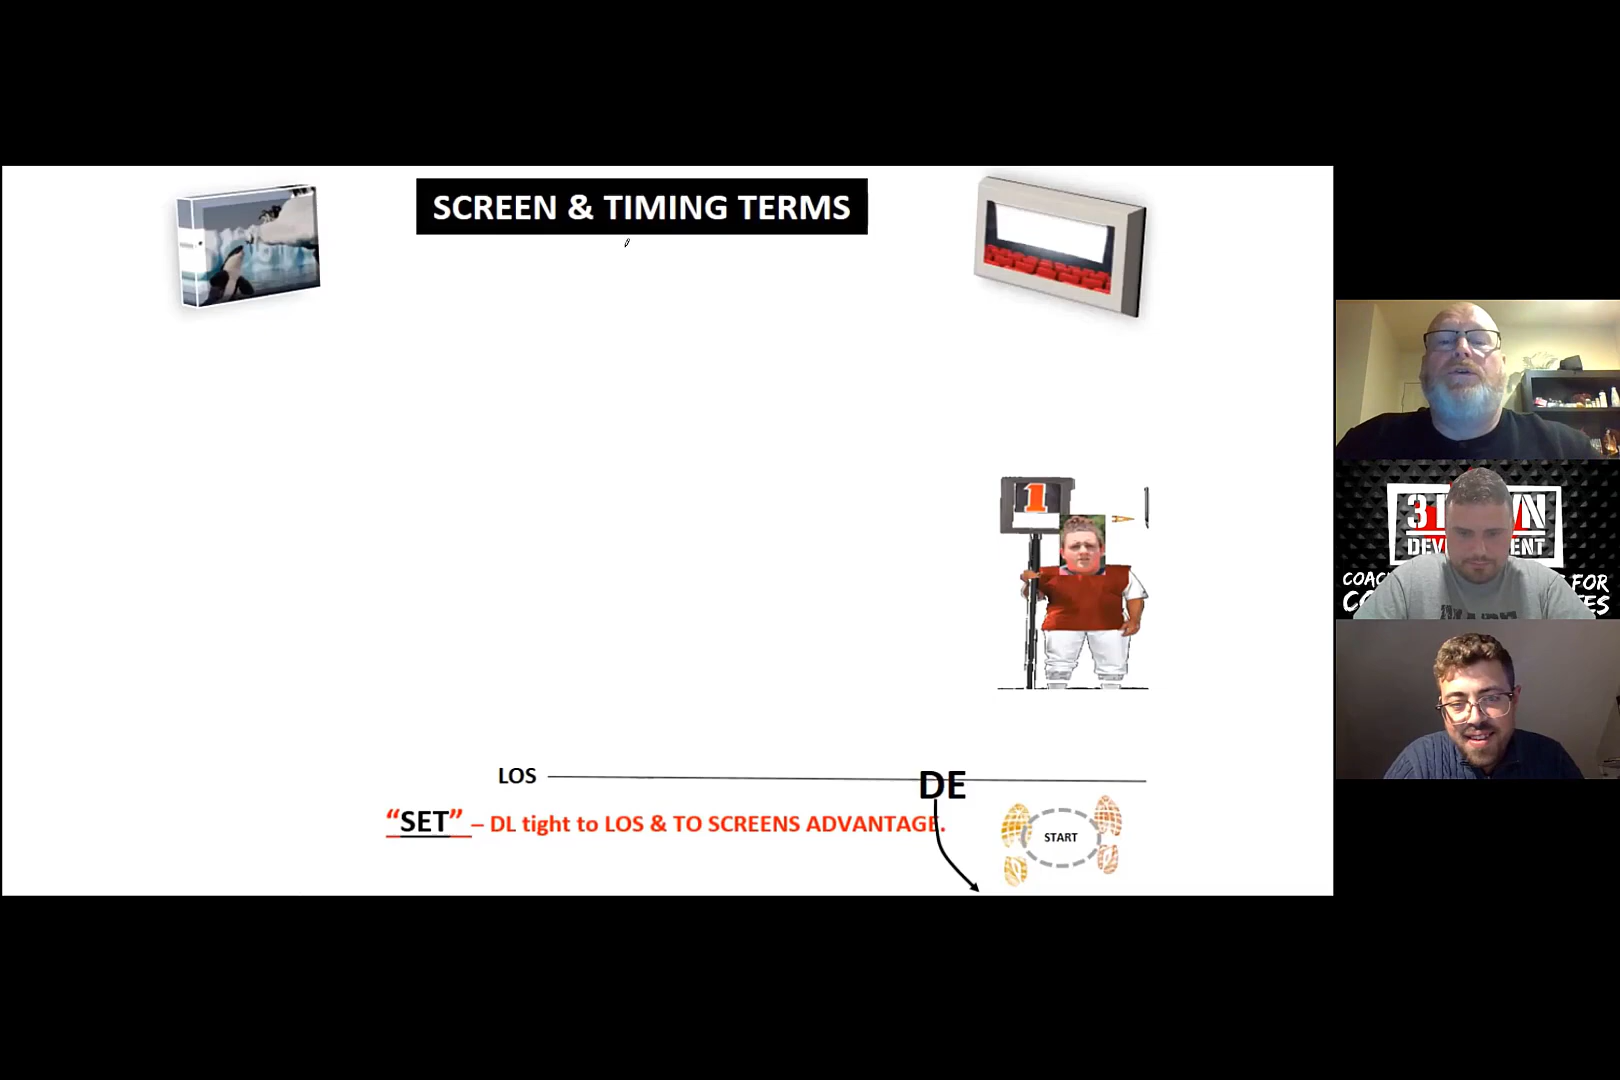 SCREEN & TIMING TERMS
1
LOS
DE
“SET” – DL tight to LOS & TO SCREENS ADVANTAGE.
START